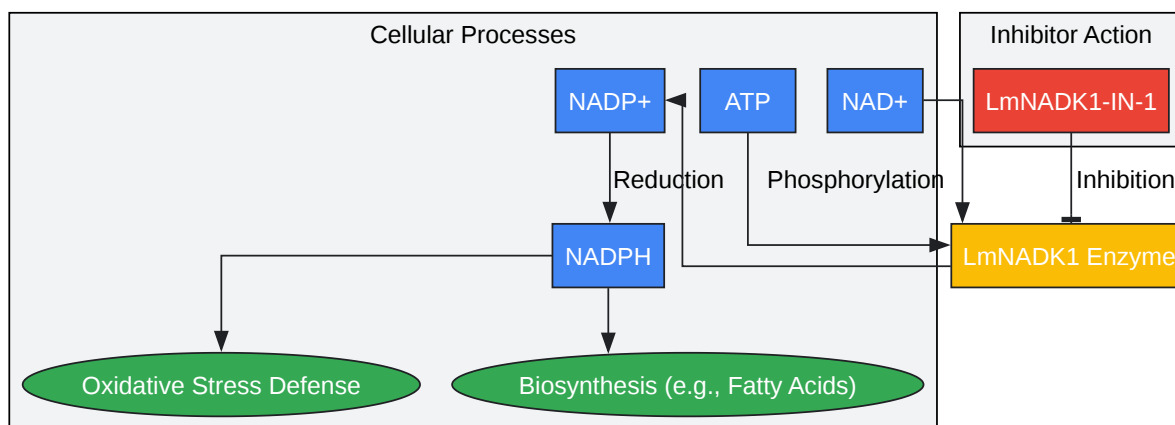 Cellular Processes
Inhibitor Action
NADP+
ATP
NAD+
LmNADK1-IN-1
Reduction
Phosphorylation
Inhibition
NADPH
LmNADK1 Enzyme
Oxidative Stress Defense
Biosynthesis (e.g., Fatty Acids)